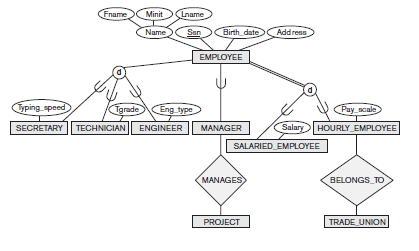 Fname Minit Lname
Name Ssn Birth_date Address
EMPLOYEE
d
d
Typing_speed Tgrade Eng_type Salary Pay_scale
SECRETARY TECHNICIAN ENGINEER MANAGER HOURLY_EMPLOYEE
SALARIED_EMPLOYEE
MANAGES BELONGS_TO
PROJECT TRADE_UNION